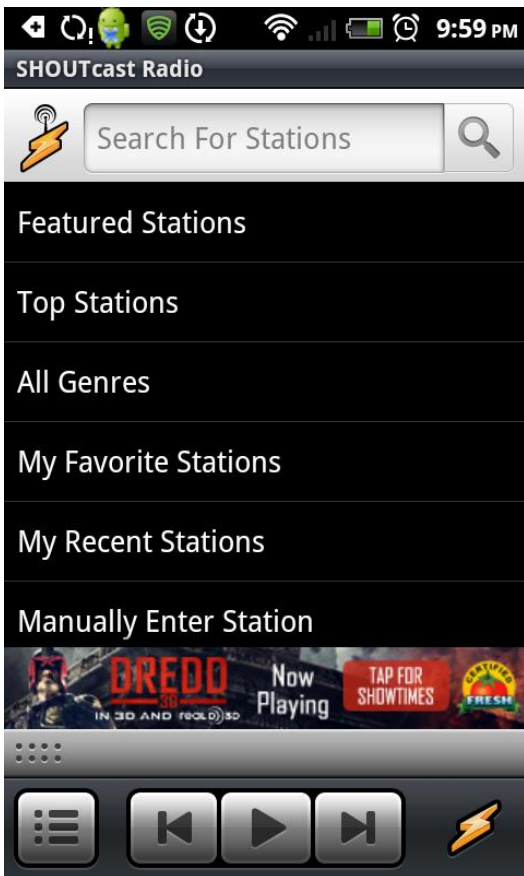 9:59 PM
SHOUTcast Radio
Search For Stations
Featured Stations
Top Stations
All Genres
My Favorite Stations
My Recent Stations
Manually Enter Station
DREDD
3D
IN 3D AND REALD 3D
Now
Playing
TAP FOR
SHOWTIMES
CERTIFIED
FRESH